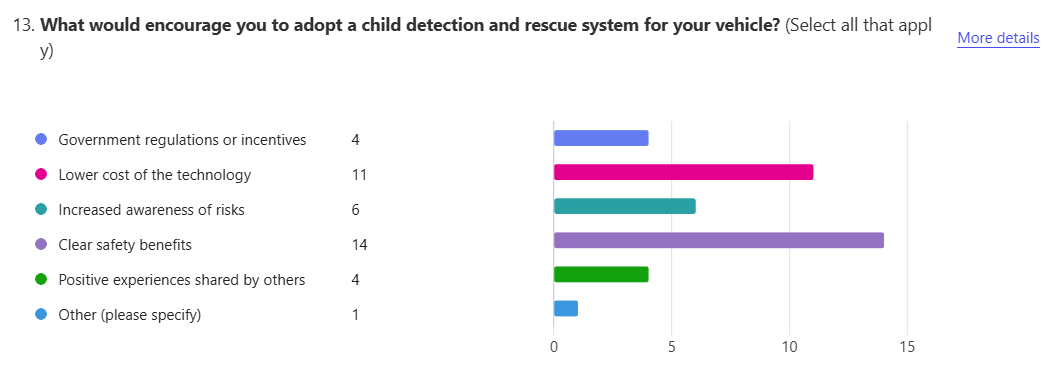 13. What would encourage you to adopt a child detection and rescue system for your vehicle? (Select all that appl
y)
More details
Government regulations or incentives 4
Lower cost of the technology 11
Increased awareness of risks 6
Clear safety benefits 14
Positive experiences shared by others 4
Other (please specify) 1
0 5 10 15